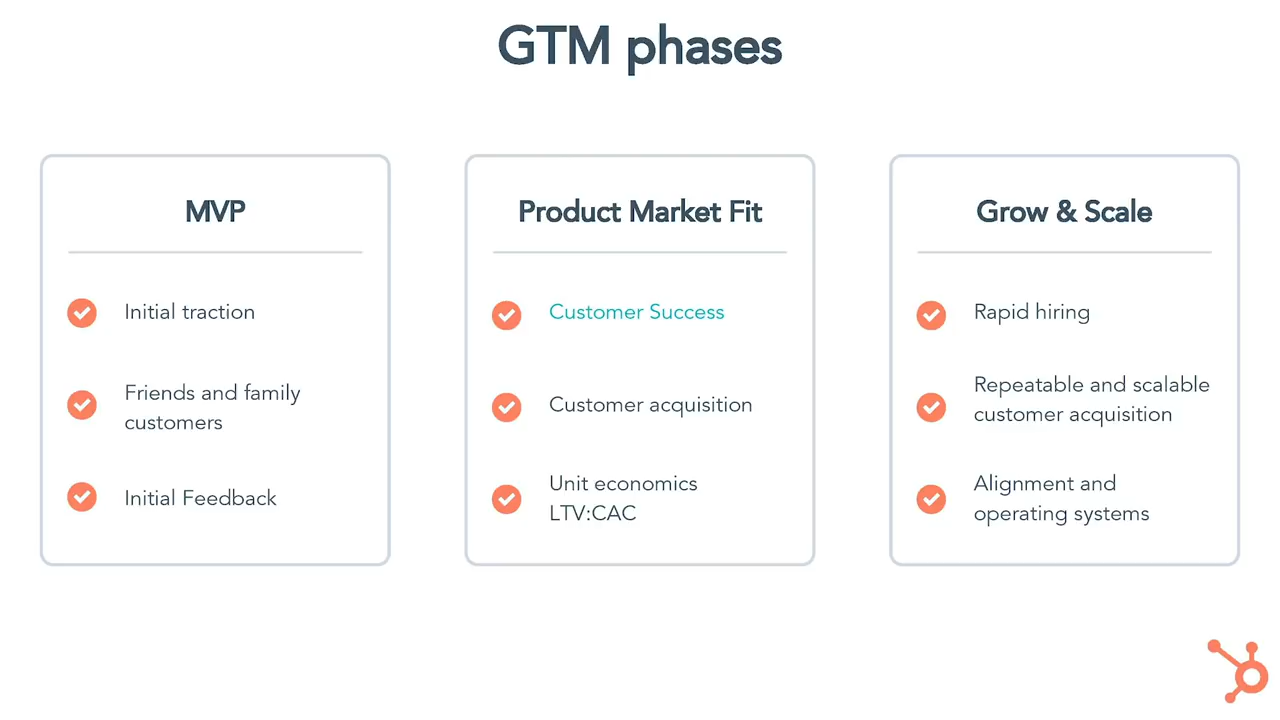 GTM phases
MVP
Initial traction
Friends and family
customers
Initial Feedback
Product Market Fit
Customer Success
Customer acquisition
Unit economics
LTV:CAC
Grow & Scale
Rapid hiring
Repeatable and scalable
customer acquisition
Alignment and
operating systems